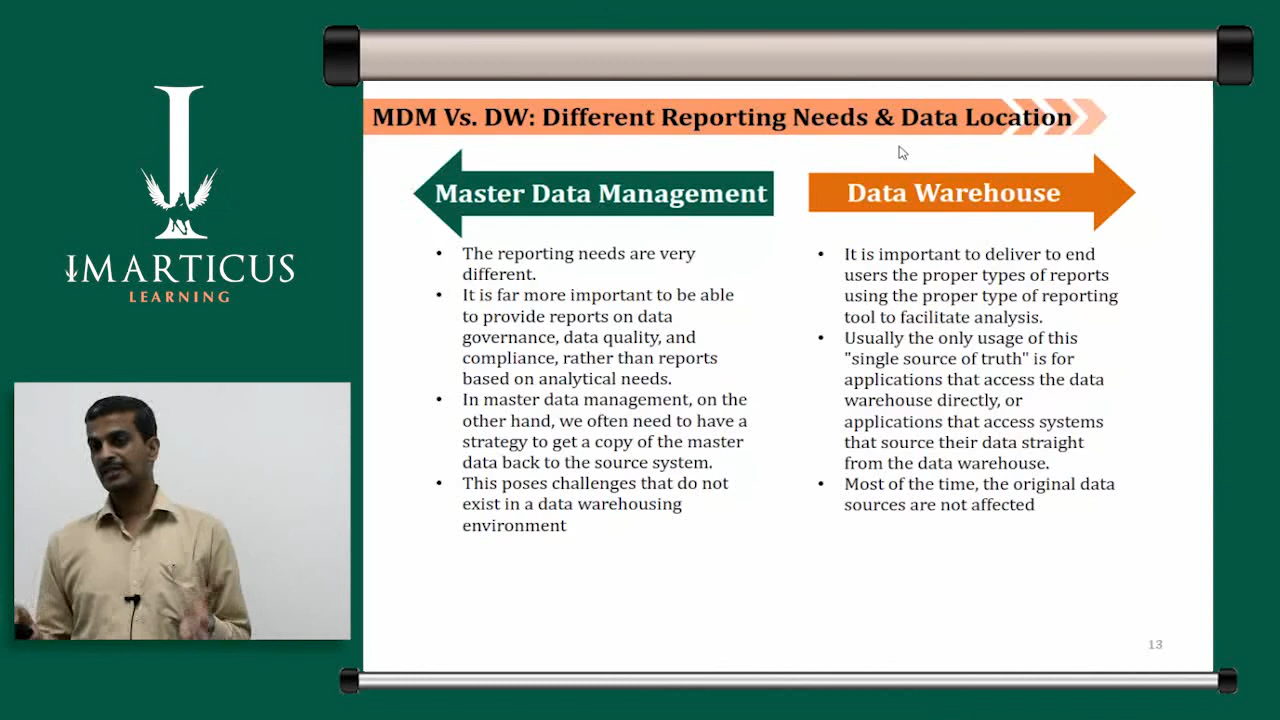 IMARTICUS
LEARNING
MDM Vs. DW: Different Reporting Needs & Data Location
Master Data Management
• The reporting needs are very
different.
• It is far more important to be able
to provide reports on data
governance, data quality, and
compliance, rather than reports
based on analytical needs.
• In master data management, on the
other hand, we often need to have a
strategy to get a copy of the master
data back to the source system.
• This poses challenges that do not
exist in a data warehousing
environment
Data Warehouse
• It is important to deliver to end
users the proper types of reports
using the proper type of reporting
tool to facilitate analysis.
• Usually the only usage of this
"single source of truth" is for
applications that access the data
warehouse directly, or
applications that access systems
that source their data straight
from the data warehouse.
• Most of the time, the original data
sources are not affected
13